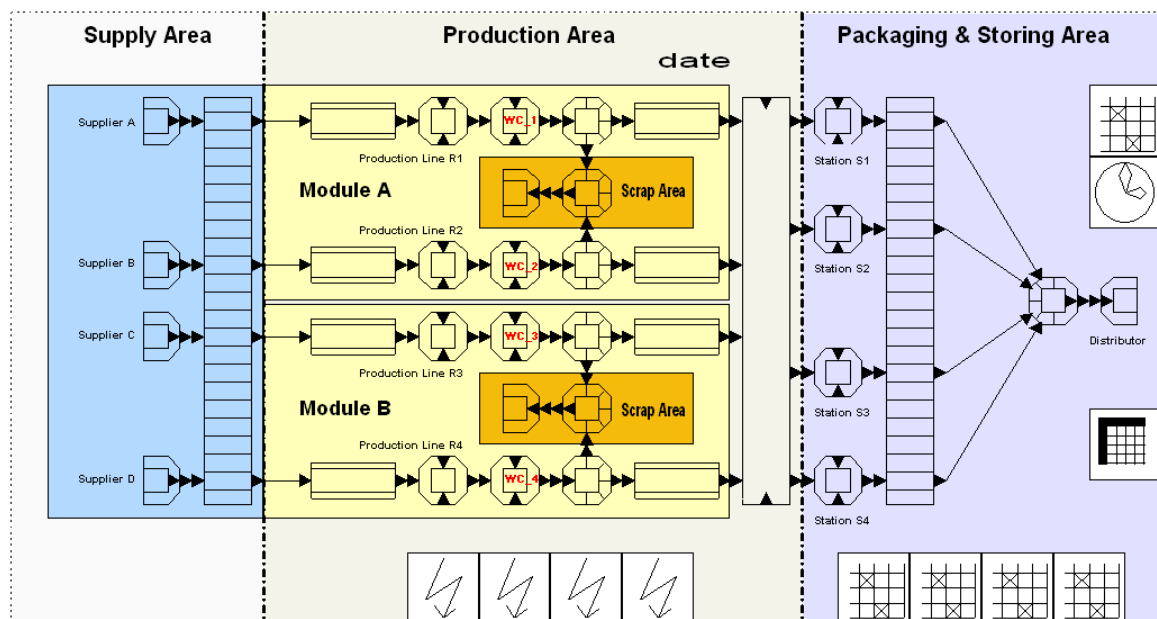 Supply Area
Production Area
Packaging & Storing Area
date
Supplier A
WC_1
Production Line R1
Station S1
Module A
Scrap Area
Production Line R2
Supplier B
WC_2
Station S2
Supplier C
WC_3
Production Line R3
Distributor
Station S3
Module B
Scrap Area
Production Line R4
Supplier D
WC_4
Station S4